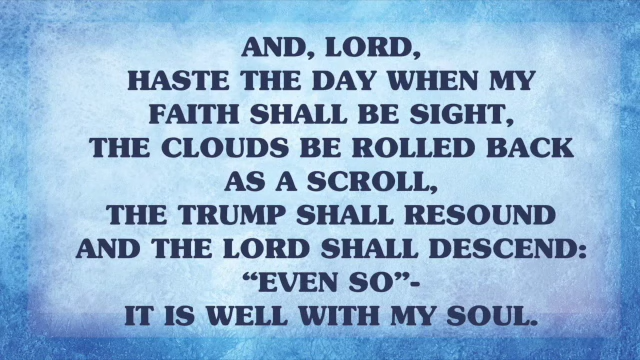 AND, LORD,
HASTE THE DAY WHEN MY
FAITH SHALL BE SIGHT,
THE CLOUDS BE ROLLED BACK
AS A SCROLL,
THE TRUMP SHALL RESOUND
AND THE LORD SHALL DESCEND:
“EVEN SO”-
IT IS WELL WITH MY SOUL.